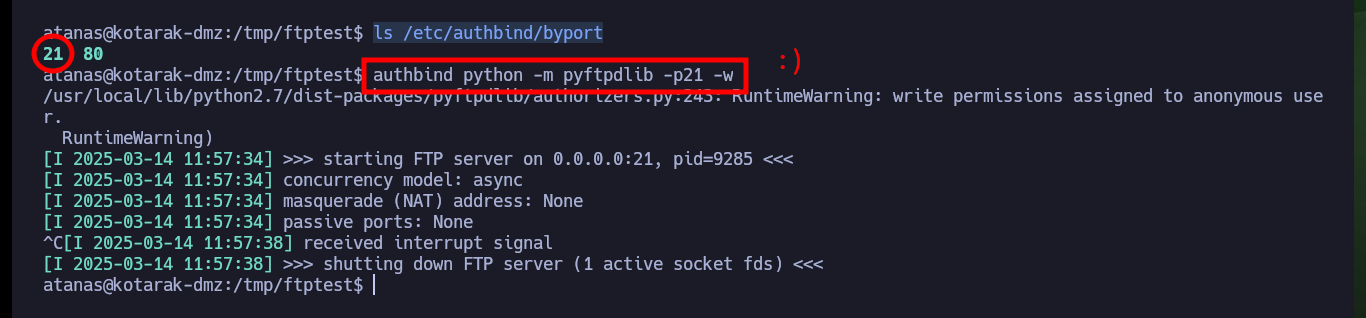 atanas@kotarak-dmz:/tmp/ftptest$ ls /etc/authbind/byport
21  80
atanas@kotarak-dmz:/tmp/ftptest$ authbind python -m pyftpdlib -p21 -w :)
/usr/local/lib/python2.7/dist-packages/pyftpdlib/authorizers.py:243: RuntimeWarning: write permissions assigned to anonymous use
r.
  RuntimeWarning)
[I 2025-03-14 11:57:34] >>> starting FTP server on 0.0.0.0:21, pid=9285 <<<
[I 2025-03-14 11:57:34] concurrency model: async
[I 2025-03-14 11:57:34] masquerade (NAT) address: None
[I 2025-03-14 11:57:34] passive ports: None
^C[I 2025-03-14 11:57:38] received interrupt signal
[I 2025-03-14 11:57:38] >>> shutting down FTP server (1 active socket fds) <<<
atanas@kotarak-dmz:/tmp/ftptest$